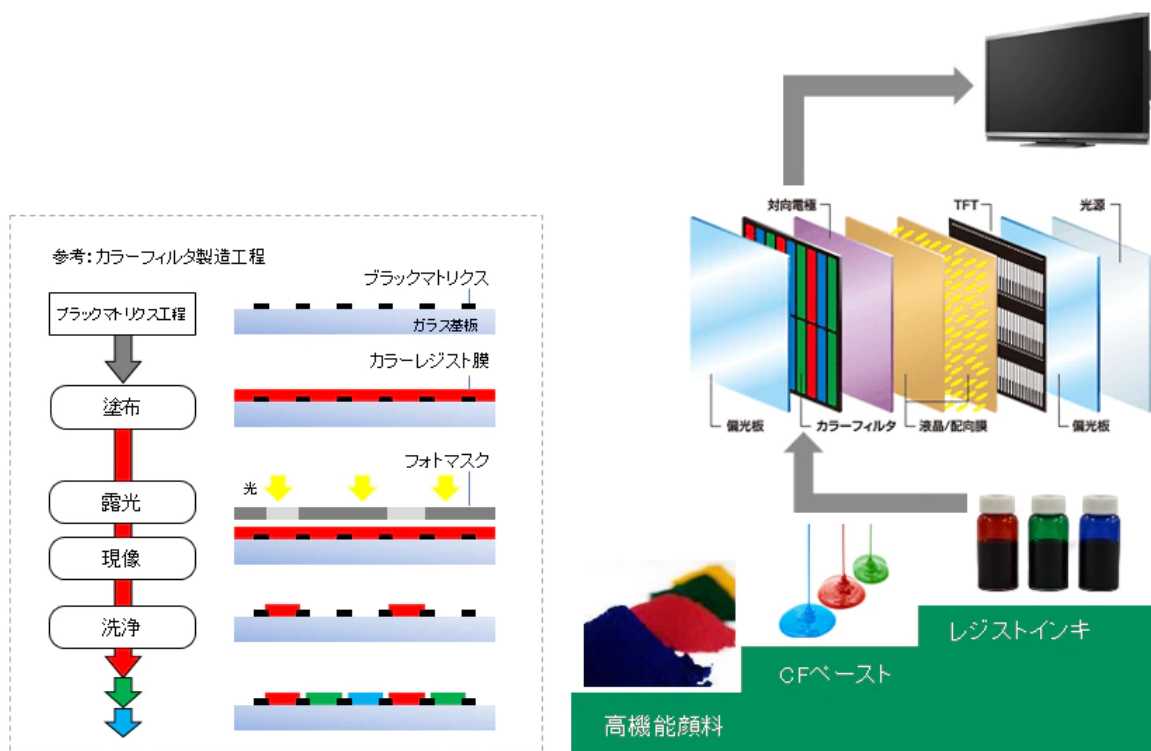 参考:カラーフィルタ製造工程
ブラックマトリクス工程
塗布
露光
現像
洗浄
ブラックマトリクス
ガラス基板
カラーレジスト膜
フォトマスク
光
対向電極
TFT
光源
偏光板
カラーフィルタ
液晶/配向膜
偏光板
レジストインキ
CFペースト
高機能顔料